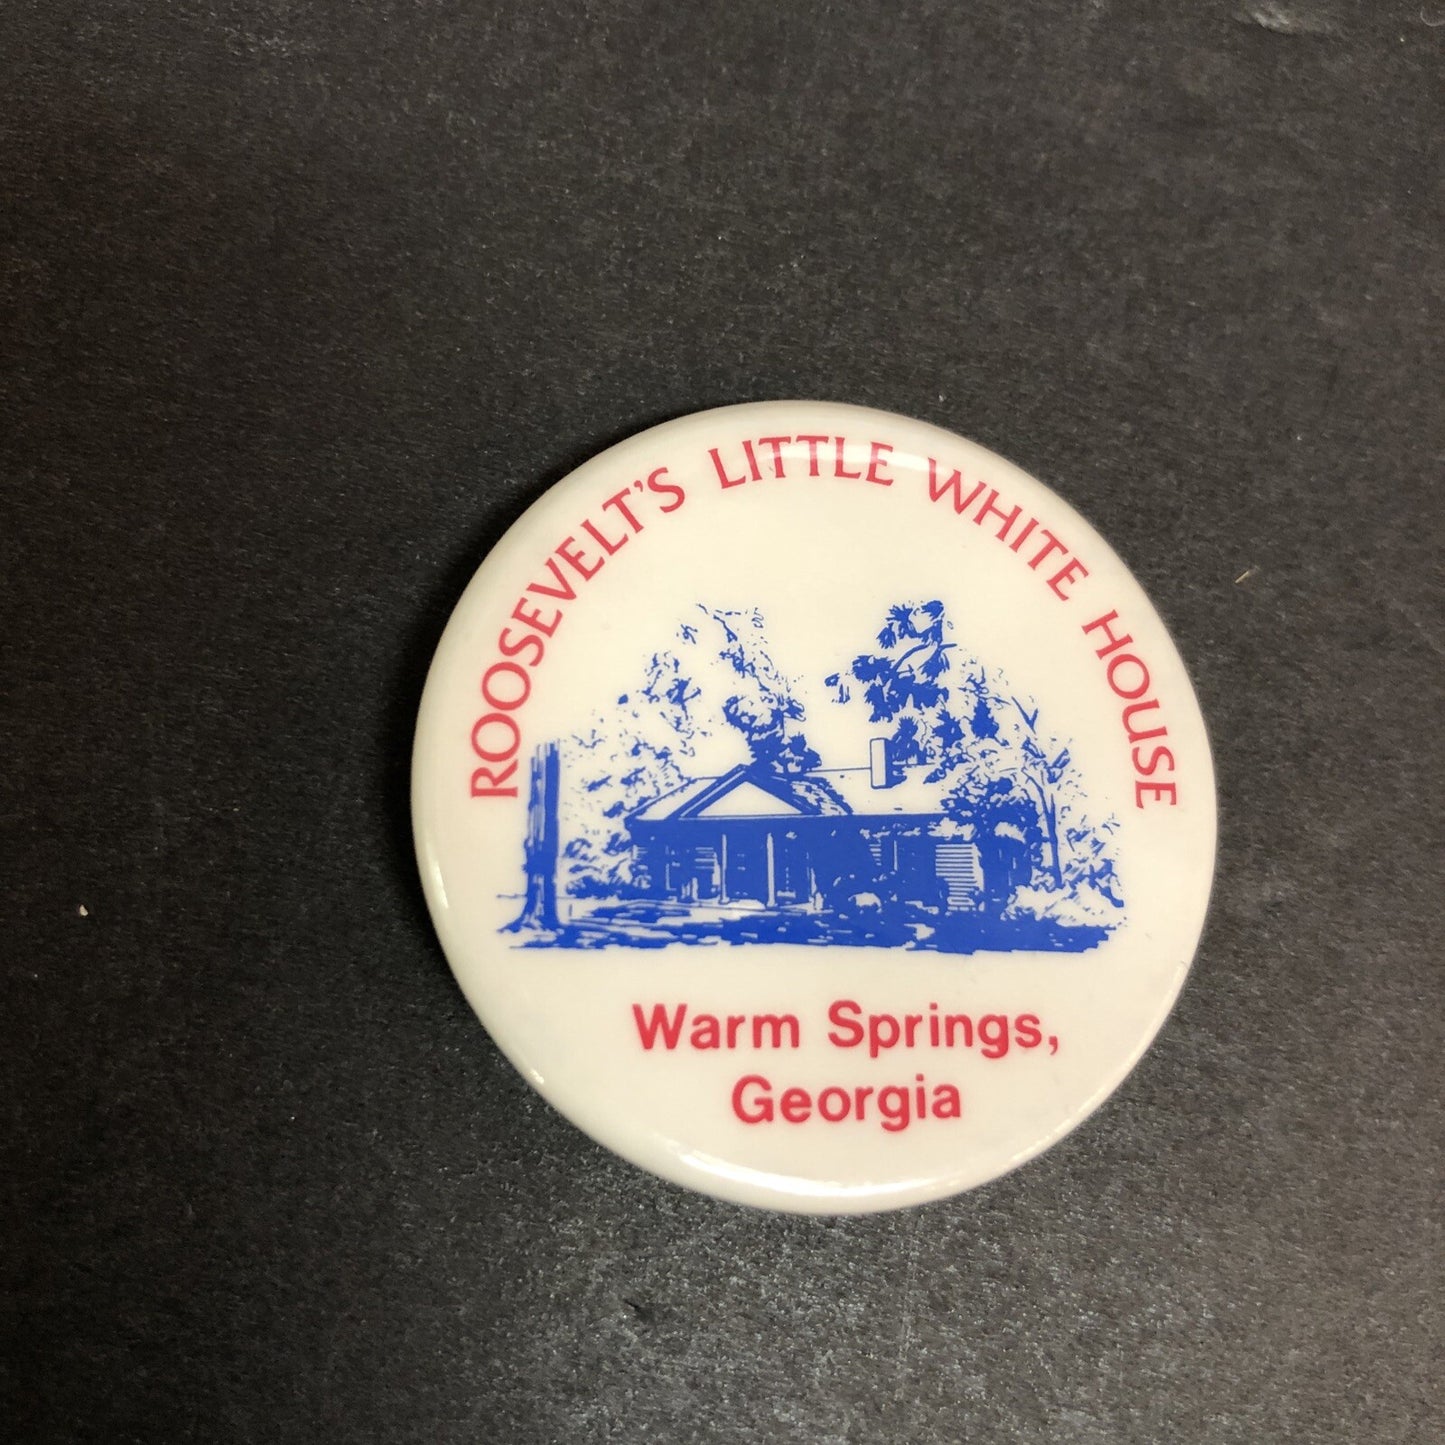 ROOSEVELT'S LITTLE WHITE HOUSE
Warm Springs,
Georgia